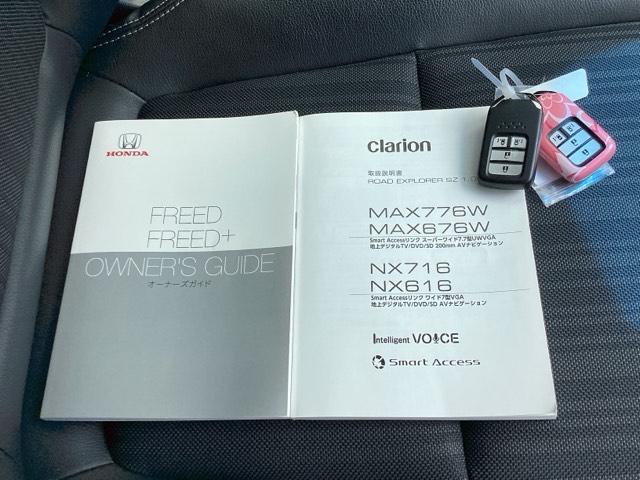 HONDA
FREED
FREED+
OWNER'S GUIDE
オーナーズガイド
Clarion
取扱説明書
ROAD EXPLORER SZ 1.0
MAX776W
MAX676W
Smart Accessリンク スーパーワイド7.7型UWVGA
地上デジタルTV/DVD/SD 200mm AVナビゲーション
NX716
NX616
Smart Accessリンク ワイド7型VGA
地上デジタルTV/DVD/SD AVナビゲーション
Intelligent VOICE
Smart Access